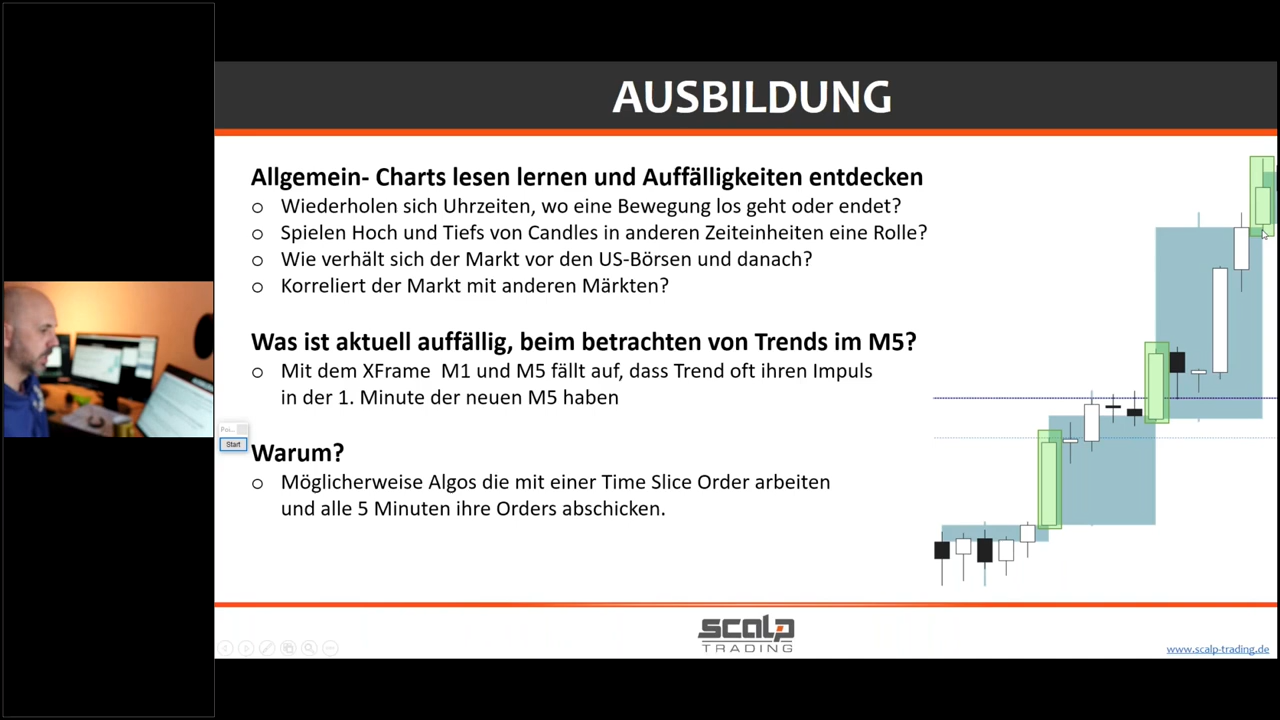 AUSBILDUNG
Allgemein- Charts lesen lernen und Auffälligkeiten entdecken
o Wiederholen sich Uhrzeiten, wo eine Bewegung los geht oder endet?
o Spielen Hoch und Tiefs von Candles in anderen Zeiteinheiten eine Rolle?
o Wie verhält sich der Markt vor den US-Börsen und danach?
o Korreliert der Markt mit anderen Märkten?
Was ist aktuell auffällig, beim betrachten von Trends im M5?
o Mit dem XFrame M1 und M5 fällt auf, dass Trend oft ihren Impuls
in der 1. Minute der neuen M5 haben
Poi...
Start
Warum?
o Möglicherweise Algos die mit einer Time Slice Order arbeiten
und alle 5 Minuten ihre Orders abschicken.
scalp
TRADING
www.scalp-trading.de